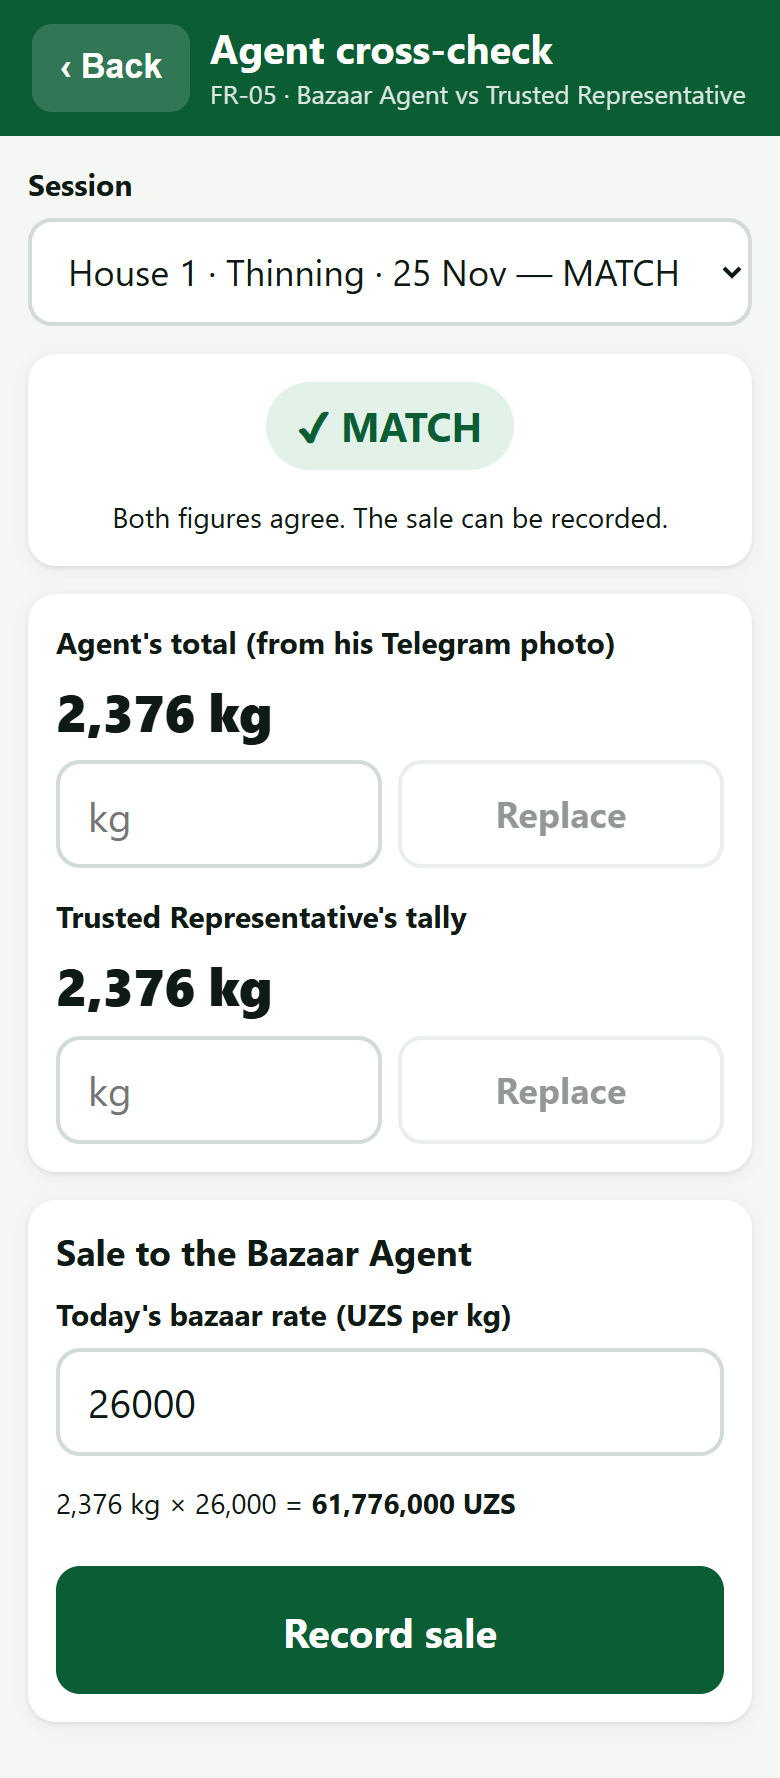 ‹ Back
Agent cross-check
FR-05 · Bazaar Agent vs Trusted Representative
Session
House 1 · Thinning · 25 Nov — MATCH
✓ MATCH
Both figures agree. The sale can be recorded.
Agent's total (from his Telegram photo)
2,376 kg
kg
Replace
Trusted Representative's tally
2,376 kg
kg
Replace
Sale to the Bazaar Agent
Today's bazaar rate (UZS per kg)
26000
2,376 kg × 26,000 = 61,776,000 UZS
Record sale